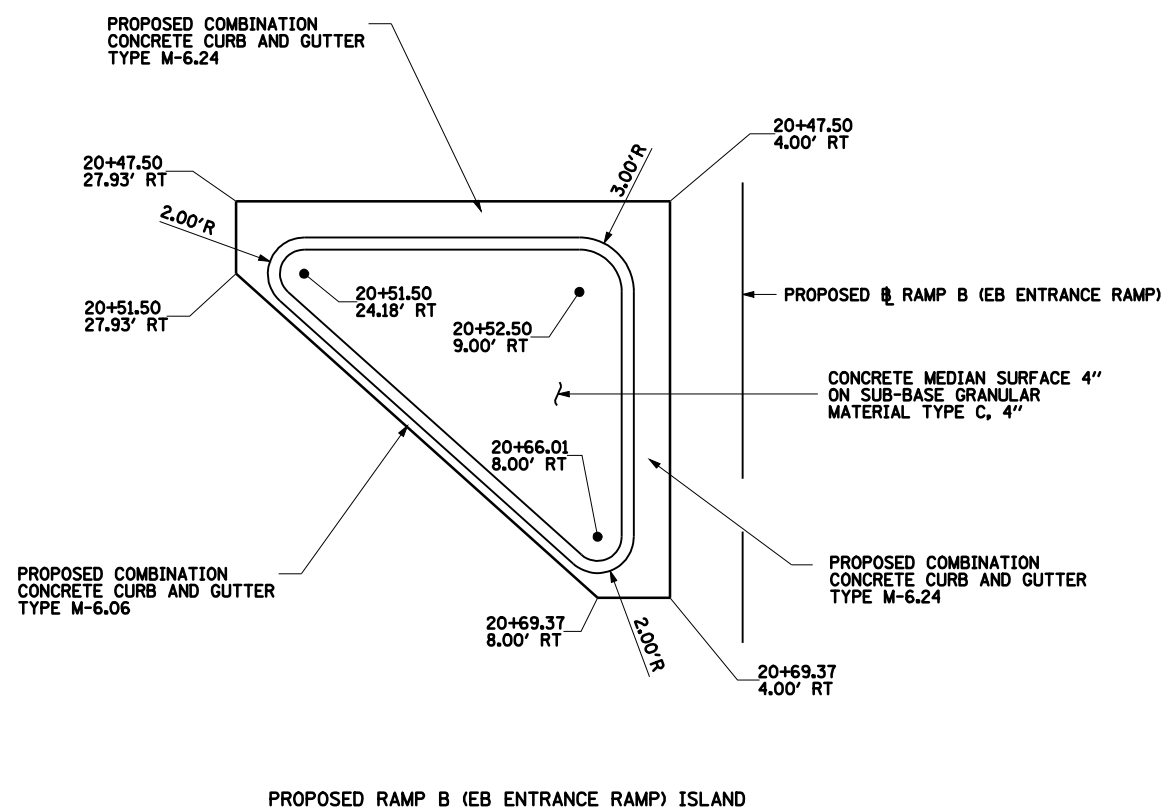 PROPOSED COMBINATION
CONCRETE CURB AND GUTTER
TYPE M-6.24
20+47.50
4.00' RT
20+47.50
27.93' RT
3.00'R
2.00'R
20+51.50
27.93' RT
20+51.50
24.18' RT
20+52.50
9.00' RT
PROPOSED ℄ RAMP B (EB ENTRANCE RAMP)
CONCRETE MEDIAN SURFACE 4"
ON SUB-BASE GRANULAR
MATERIAL TYPE C, 4"
20+66.01
8.00' RT
PROPOSED COMBINATION
CONCRETE CURB AND GUTTER
TYPE M-6.06
PROPOSED COMBINATION
CONCRETE CURB AND GUTTER
TYPE M-6.24
20+69.37
8.00' RT
2.00'R
20+69.37
4.00' RT
PROPOSED RAMP B (EB ENTRANCE RAMP) ISLAND